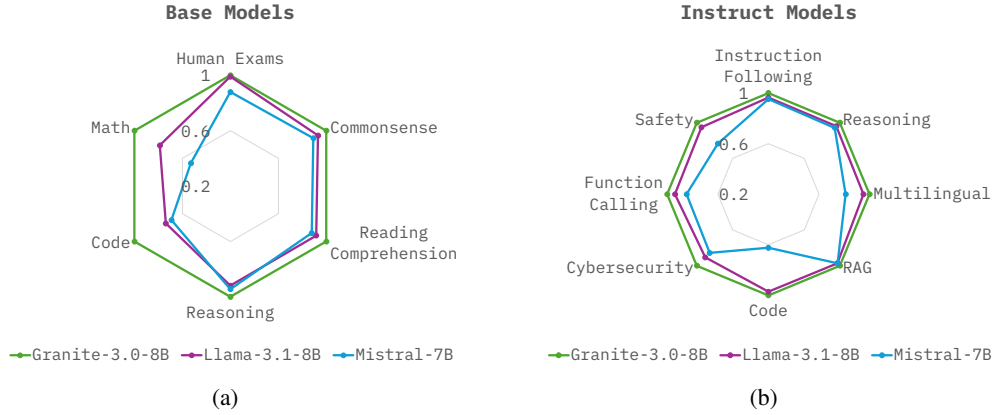 Base Models
Human Exams
1
Math
0.6
Commonsense
0.2
Code
Reading
Comprehension
Reasoning
Granite-3.0-8B
Llama-3.1-8B
Mistral-7B
(a)
Instruct Models
Instruction
Following
1
Safety
Reasoning
0.6
Function
Calling
0.2
Multilingual
Cybersecurity
RAG
Code
Granite-3.0-8B
Llama-3.1-8B
Mistral-7B
(b)